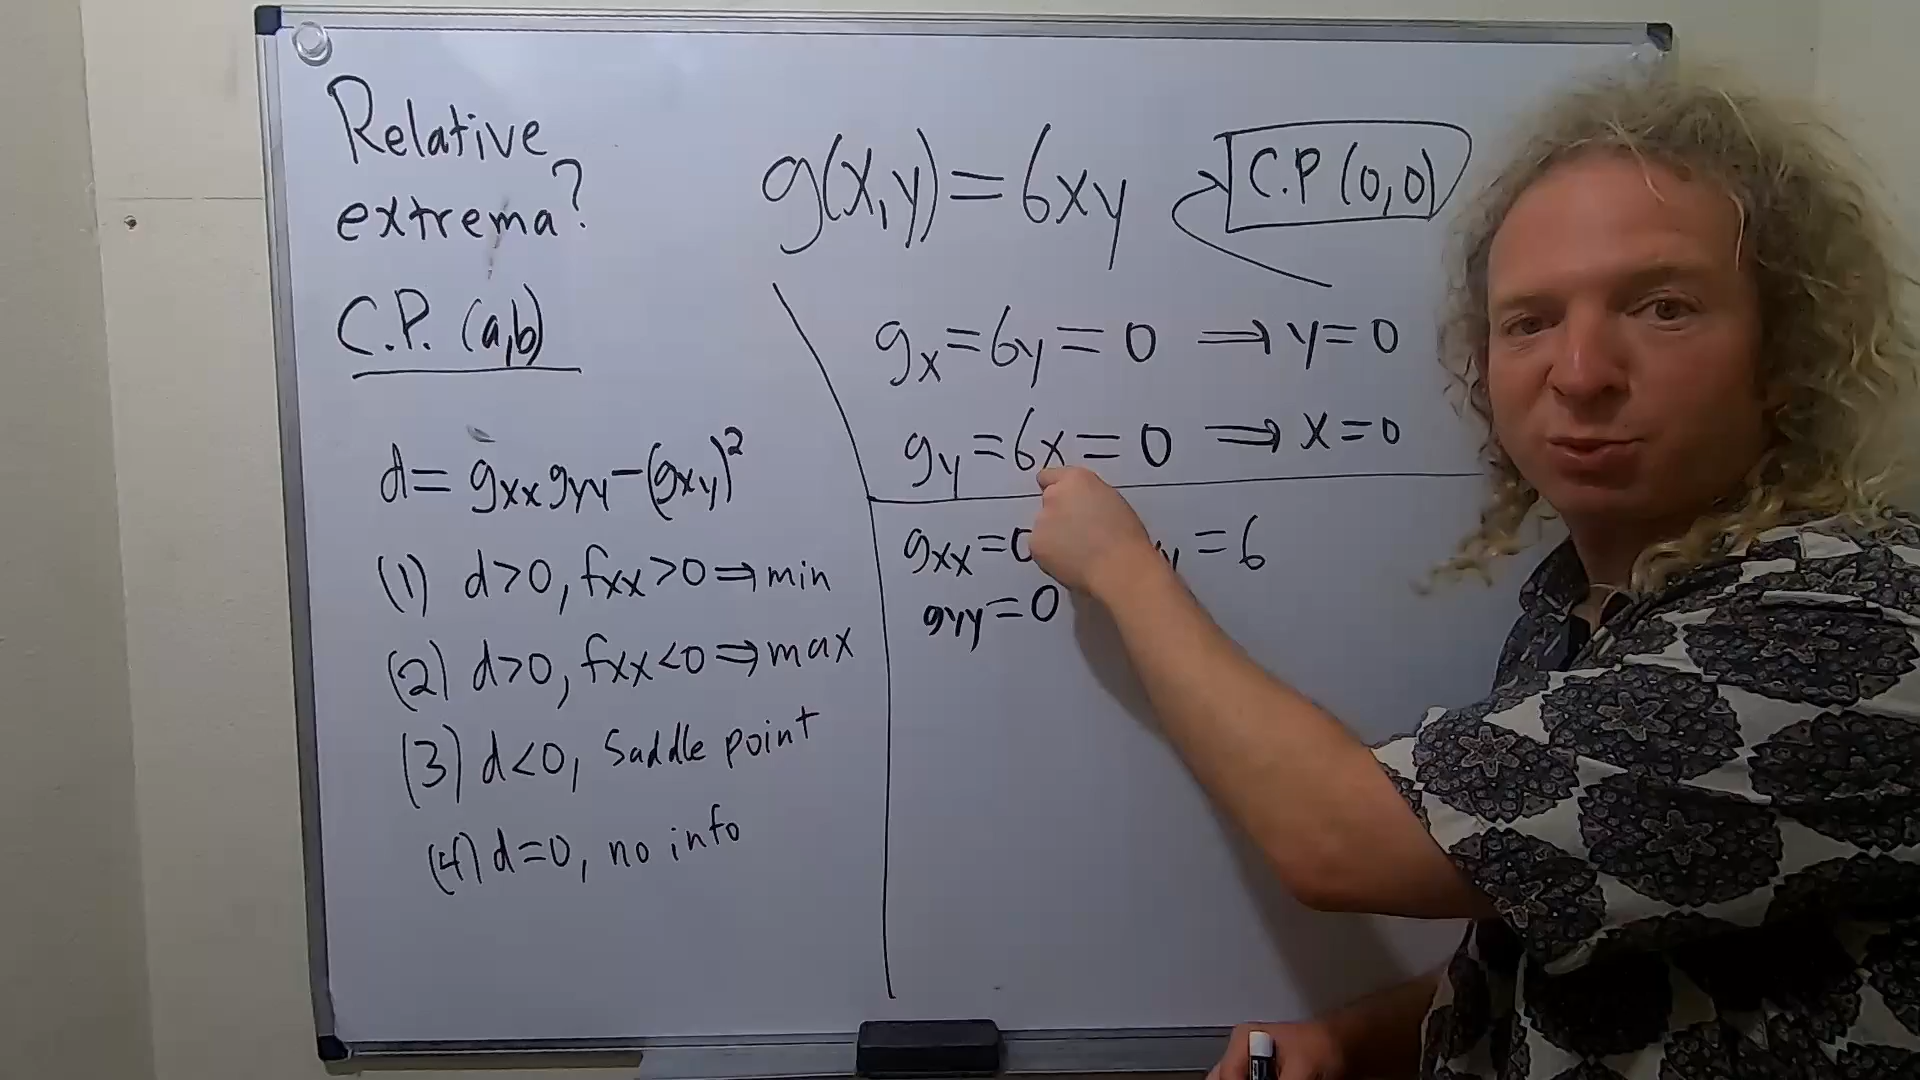 Relative
extrema?
C.P. (a,b)
d = gxx gyy - (gxy)²
(1) d>0, fxx>0 ⇒ min
(2) d>0, fxx<0 ⇒ max
(3) d<0, Saddle point
(4) d=0, no info
g(x,y) = 6xy
C.P (0,0)
gx = 6y = 0 ⇒ y = 0
gy = 6x = 0 ⇒ x = 0
gxx = 0 y = 6
gyy = 0